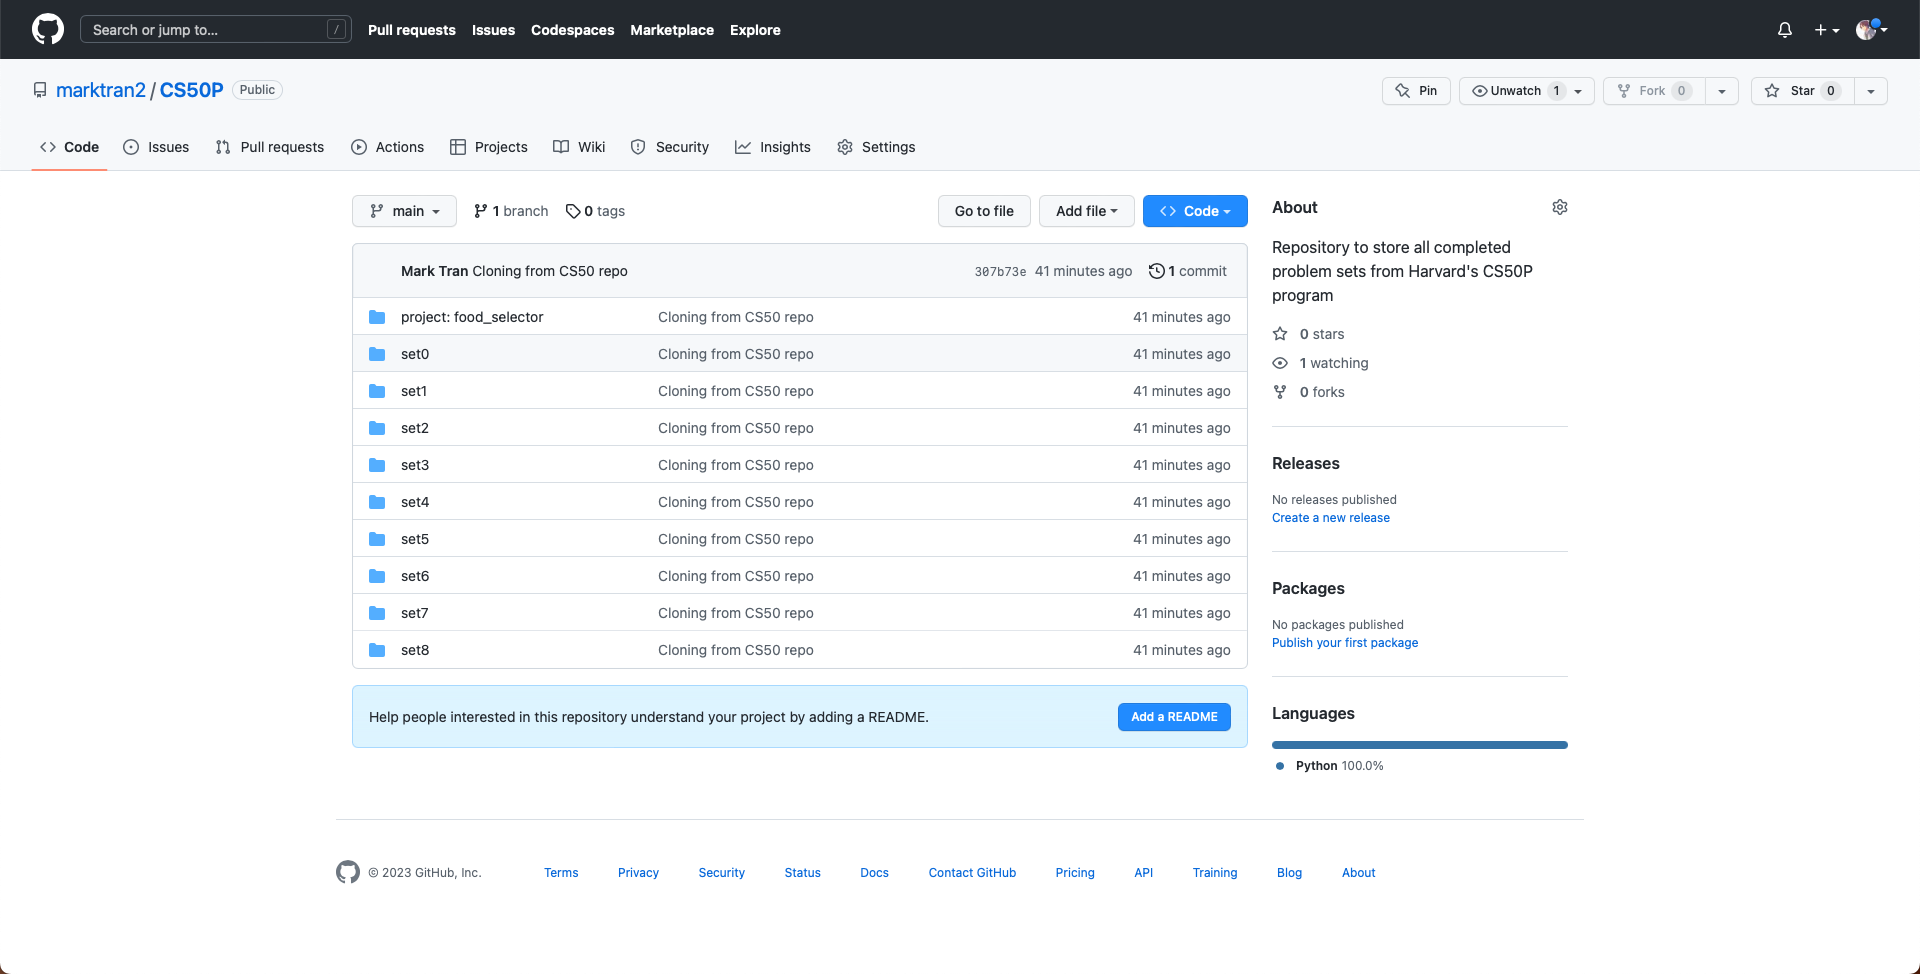 Search or jump to... /
Pull requests Issues Codespaces Marketplace Explore
marktran2 / CS50P Public
Pin Unwatch 1 Fork 0 Star 0
Code Issues Pull requests Actions Projects Wiki Security Insights Settings
main 1 branch 0 tags Go to file Add file Code
Mark Tran Cloning from CS50 repo 307b73e 41 minutes ago 1 commit
project: food_selector Cloning from CS50 repo 41 minutes ago
set0 Cloning from CS50 repo 41 minutes ago
set1 Cloning from CS50 repo 41 minutes ago
set2 Cloning from CS50 repo 41 minutes ago
set3 Cloning from CS50 repo 41 minutes ago
set4 Cloning from CS50 repo 41 minutes ago
set5 Cloning from CS50 repo 41 minutes ago
set6 Cloning from CS50 repo 41 minutes ago
set7 Cloning from CS50 repo 41 minutes ago
set8 Cloning from CS50 repo 41 minutes ago
Help people interested in this repository understand your project by adding a README. Add a README
About
Repository to store all completed
problem sets from Harvard's CS50P
program
0 stars
1 watching
0 forks
Releases
No releases published
Create a new release
Packages
No packages published
Publish your first package
Languages
Python 100.0%
© 2023 GitHub, Inc. Terms Privacy Security Status Docs Contact GitHub Pricing API Training Blog About